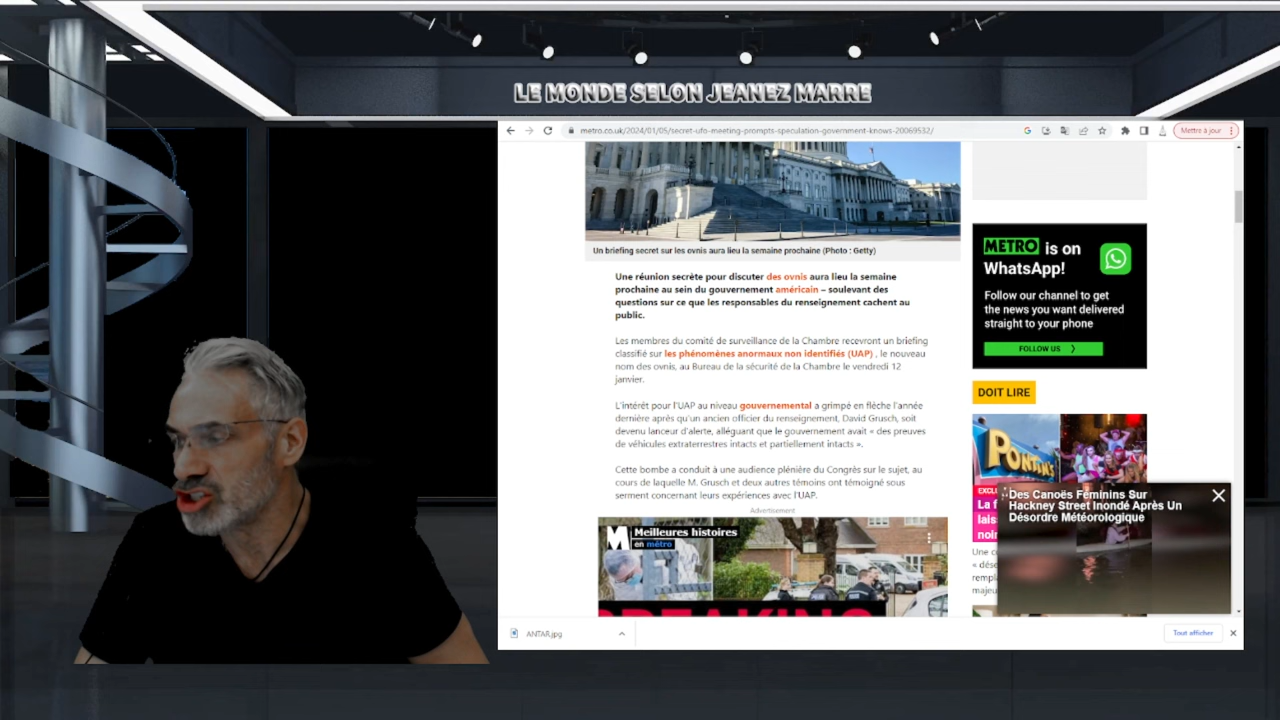 LE MONDE SELON JEANEZ MARRE
metro.co.uk/2024/01/05/secret-ufo-meeting-prompts-speculation-government-knows-20069532/
Mettre à jour
Un briefing secret sur les ovnis aura lieu la semaine prochaine (Photo : Getty)
Une réunion secrète pour discuter des ovnis aura lieu la semaine
prochaine au sein du gouvernement américain – soulevant des
questions sur ce que les responsables du renseignement cachent au
public.
Les membres du comité de surveillance de la Chambre recevront un briefing
classifié sur les phénomènes anormaux non identifiés (UAP) , le nouveau
nom des ovnis, au Bureau de la sécurité de la Chambre le vendredi 12
janvier.
L'intérêt pour l'UAP au niveau gouvernemental a grimpé en flèche l'année
dernière après qu'un ancien officier du renseignement, David Grusch, soit
devenu lanceur d'alerte, alléguant que le gouvernement avait « des preuves
de véhicules extraterrestres intacts et partiellement intacts ».
Cette bombe a conduit à une audience plénière du Congrès sur le sujet, au
cours de laquelle M. Grusch et deux autres témoins ont témoigné sous
serment concernant leurs expériences avec l'UAP.
Advertisement
M Meilleures histoires
en métro
BREAKING
METRO is on
WhatsApp!
Follow our channel to get
the news you want delivered
straight to your phone
FOLLOW US
DOIT LIRE
PONTIN'S
EXCLU
La f
lais
noir
Une c
« dése
rempla
majeu
Des Canoës Féminins Sur
Hackney Street Inondé Après Un
Désordre Météorologique
ANTAR.jpg
Tout afficher